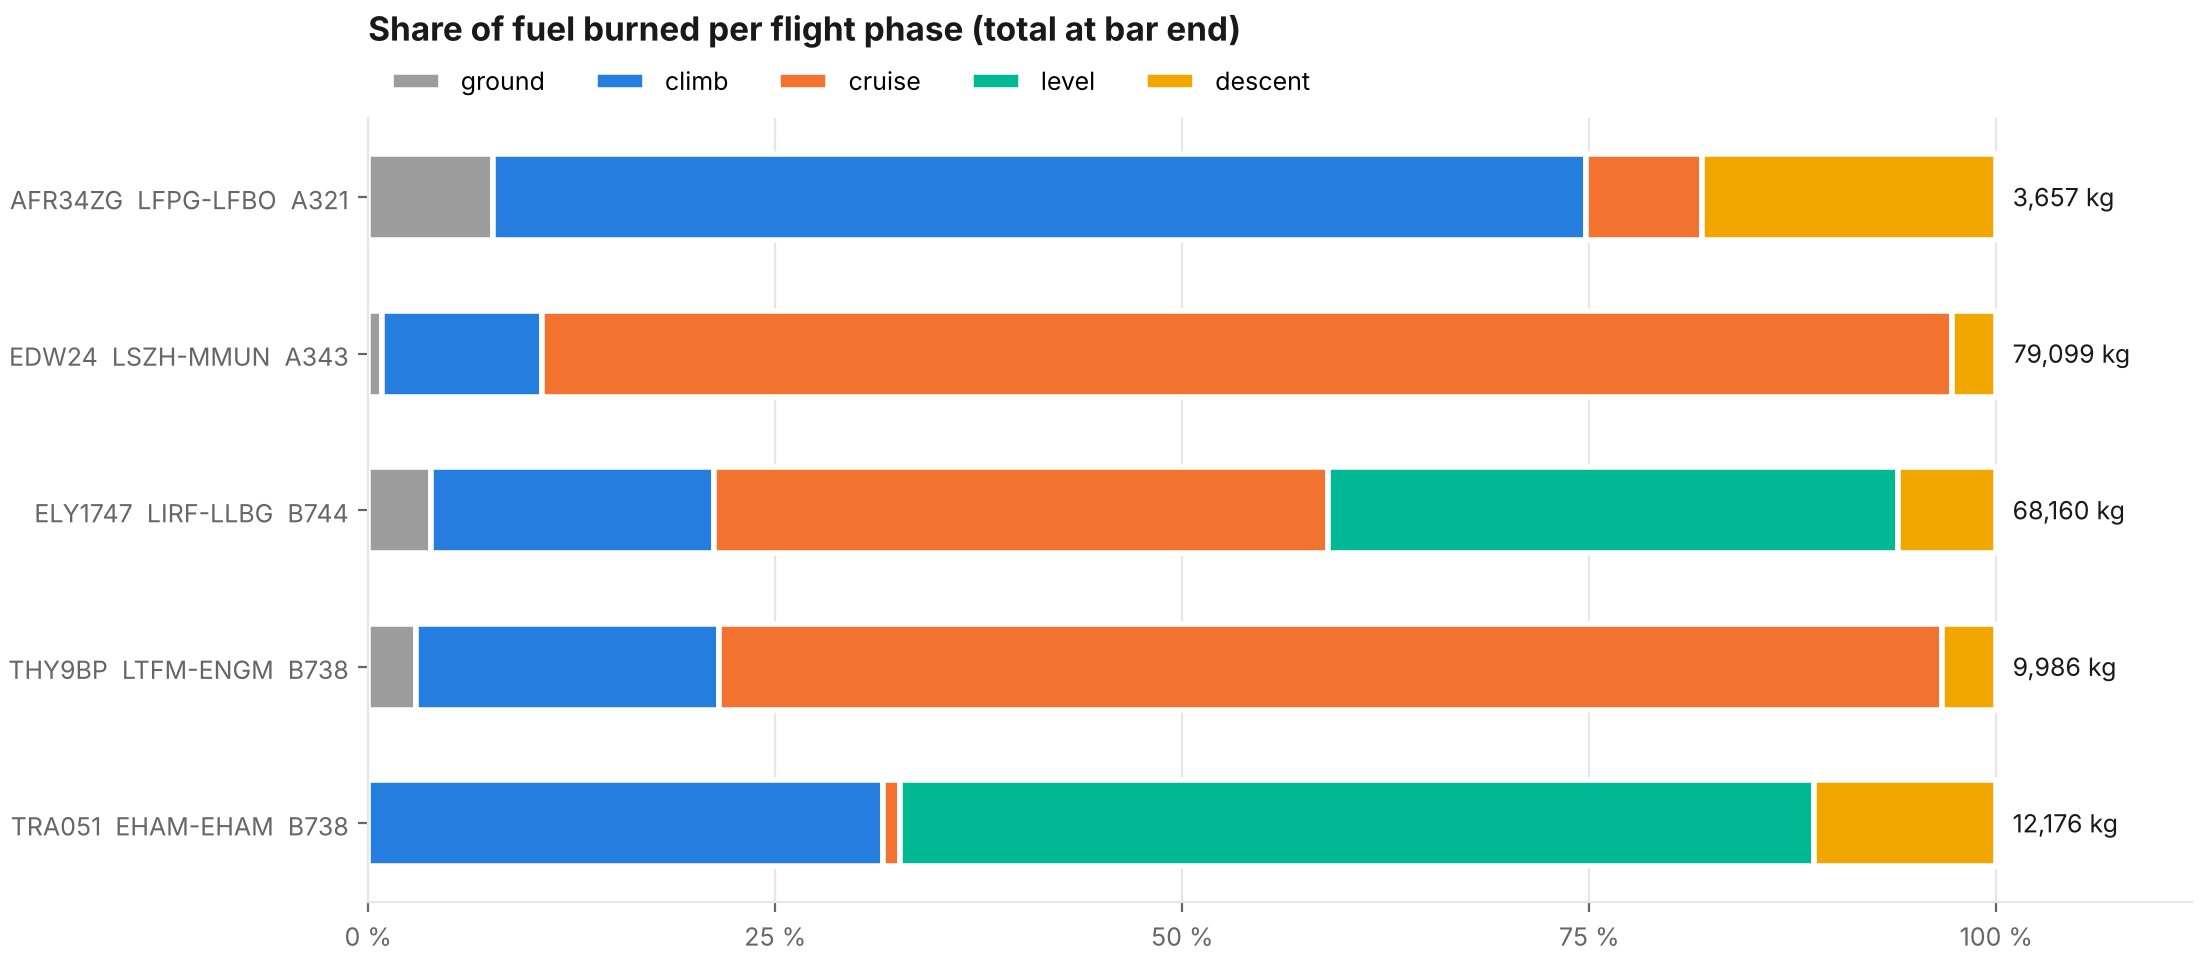 Share of fuel burned per flight phase (total at bar end)
ground climb cruise level descent
AFR34ZG LFPG-LFBO A321 3,657 kg
EDW24 LSZH-MMUN A343 79,099 kg
ELY1747 LIRF-LLBG B744 68,160 kg
THY9BP LTFM-ENGM B738 9,986 kg
TRA051 EHAM-EHAM B738 12,176 kg
0 % 25 % 50 % 75 % 100 %